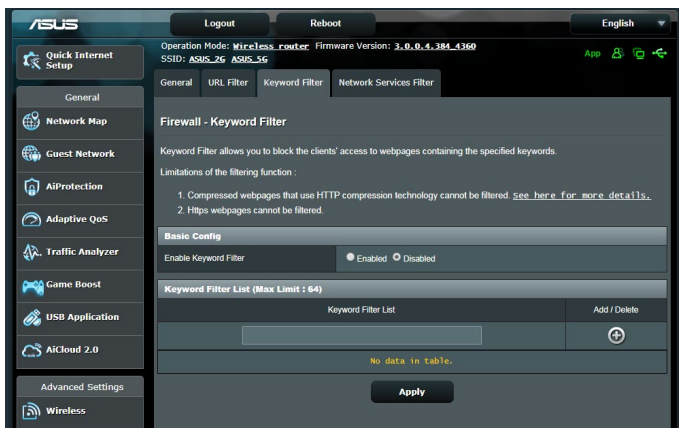 ASUS
Logout
Reboot
English
Quick Internet
Setup
Operation Mode: Wireless router Firmware Version: 3.0.0.4.384_4360
SSID: ASUS_2G ASUS_5G
App
General
URL Filter
Keyword Filter
Network Services Filter
General
Network Map
Guest Network
AiProtection
Adaptive QoS
Traffic Analyzer
Game Boost
USB Application
AiCloud 2.0
Advanced Settings
Wireless
Firewall - Keyword Filter
Keyword Filter allows you to block the clients' access to webpages containing the specified keywords.
Limitations of the filtering function :
1. Compressed webpages that use HTTP compression technology cannot be filtered. See here for more details.
2. Https webpages cannot be filtered.
Basic Config
Enable Keyword Filter
Enabled Disabled
Keyword Filter List (Max Limit : 64)
Keyword Filter List
Add / Delete
No data in table.
Apply